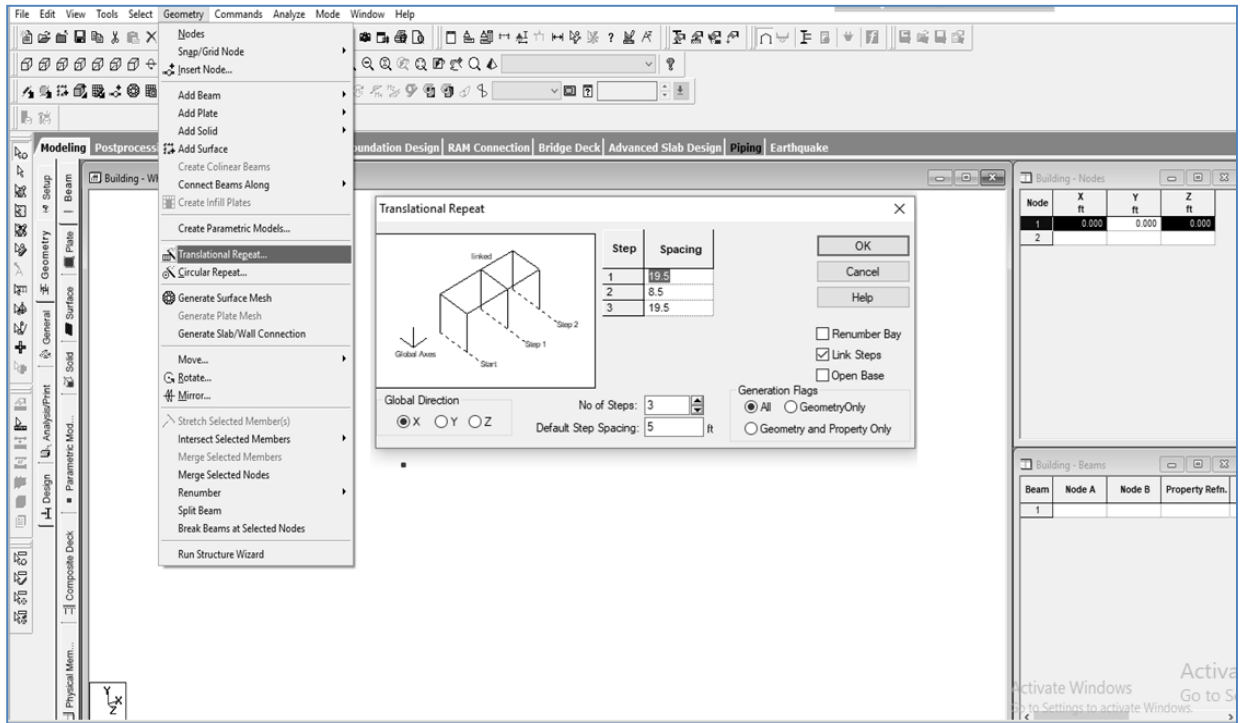 File Edit View Tools Select Geometry Commands Analyze Mode Window Help
Nodes
Snap/Grid Node
Insert Node...
Add Beam
Add Plate
Add Solid
Add Surface
Create Colinear Beams
Connect Beams Along
Create Infill Plates
Create Parametric Models...
Translational Repeat...
Circular Repeat...
Generate Surface Mesh
Generate Plate Mesh
Generate Slab/Wall Connection
Move...
Rotate...
Mirror...
Stretch Selected Member(s)
Intersect Selected Members
Merge Selected Members
Merge Selected Nodes
Renumber
Split Beam
Break Beams at Selected Nodes
Run Structure Wizard
Modeling Postprocess undation Design RAM Connection Bridge Deck Advanced Slab Design Piping Earthquake
Setup
Geometry
General
Analysis/Print
Design
Beam
Plate
Surface
Solid
Parametric Mod...
Composite Deck
Physical Mem...
Building - Wh
Translational Repeat
linked
Step 2
Step 1
Start
Global Axes
Step Spacing
1 19.5
2 8.5
3 19.5
OK
Cancel
Help
Renumber Bay
Link Steps
Open Base
Global Direction
X Y Z
No of Steps: 3
Default Step Spacing: 5 ft
Generation Flags
All GeometryOnly
Geometry and Property Only
Building - Nodes
Node X ft Y ft Z ft
1 0.000 0.000 0.000
2
Building - Beams
Beam Node A Node B Property Refn.
1
Y
X
Z
Activate Windows
Go to Settings to activate Windows.
Activa
Go to S